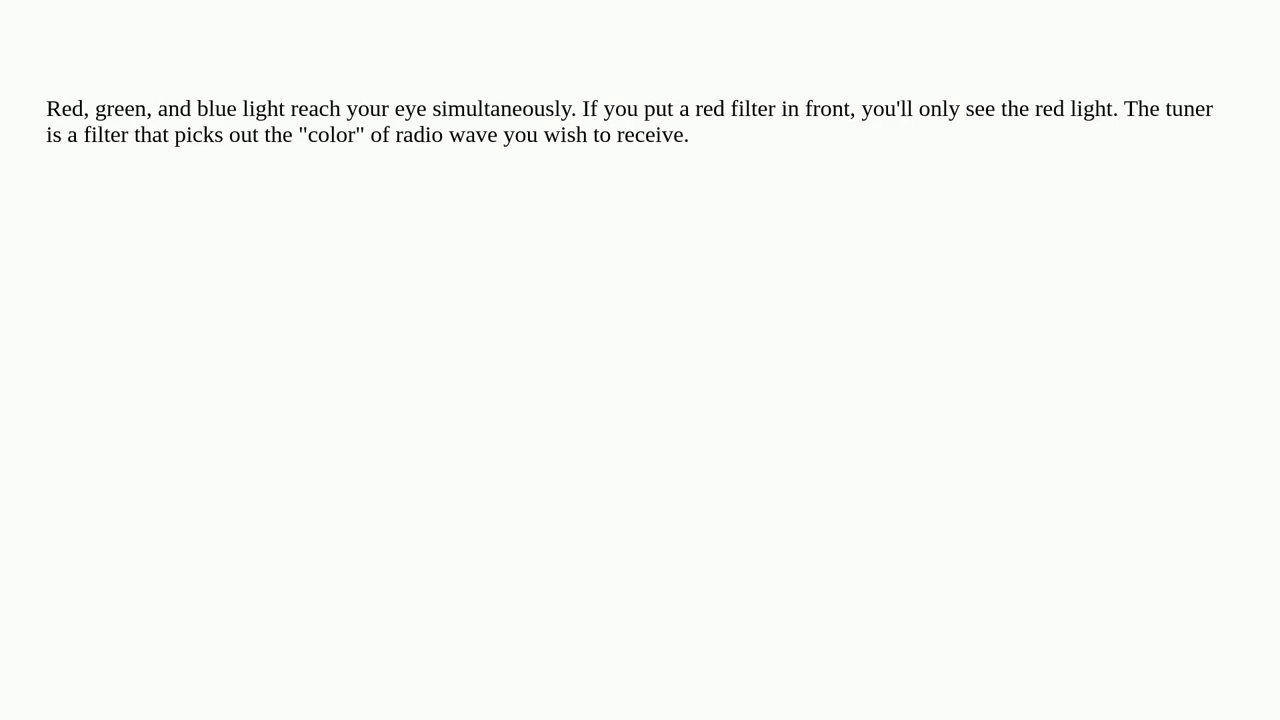 Red, green, and blue light reach your eye simultaneously. If you put a red filter in front, you'll only see the red light. The tuner
is a filter that picks out the "color" of radio wave you wish to receive.